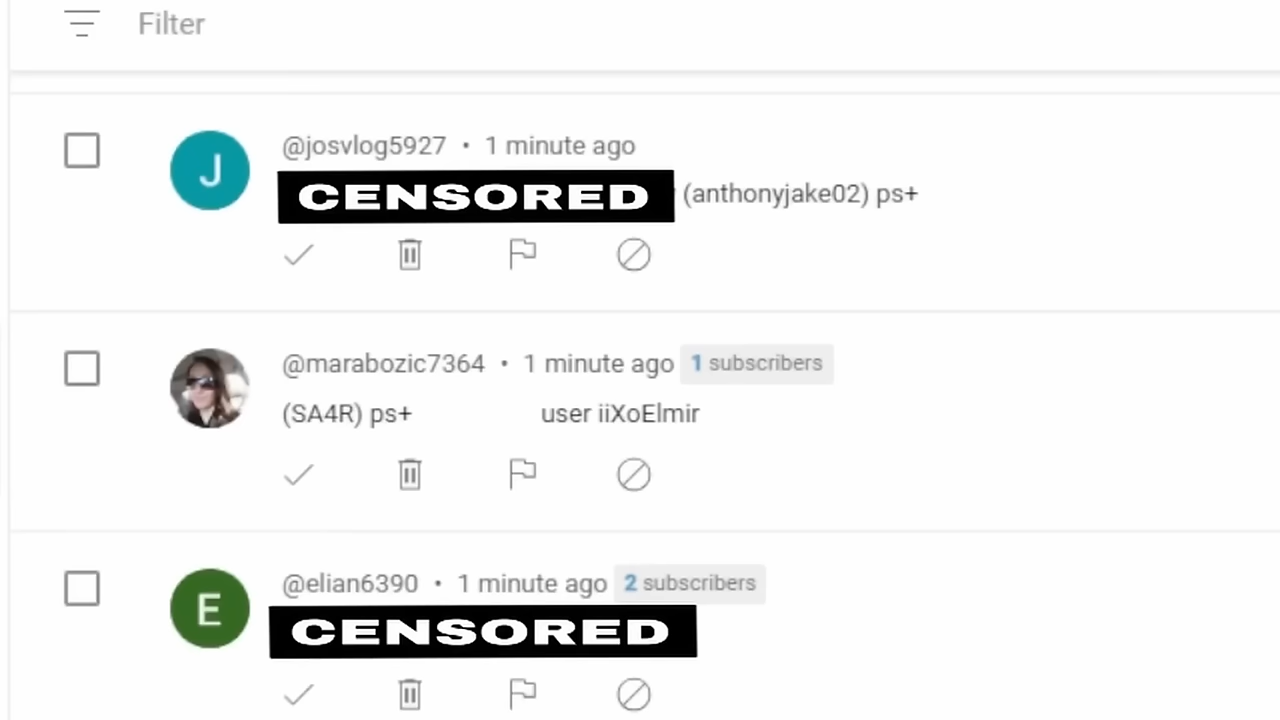 Filter
J
@josvlog5927 • 1 minute ago
CENSORED (anthonyjake02) ps+
@marabozic7364 • 1 minute ago 1 subscribers
(SA4R) ps+ user iiXoElmir
E
@elian6390 • 1 minute ago 2 subscribers
CENSORED